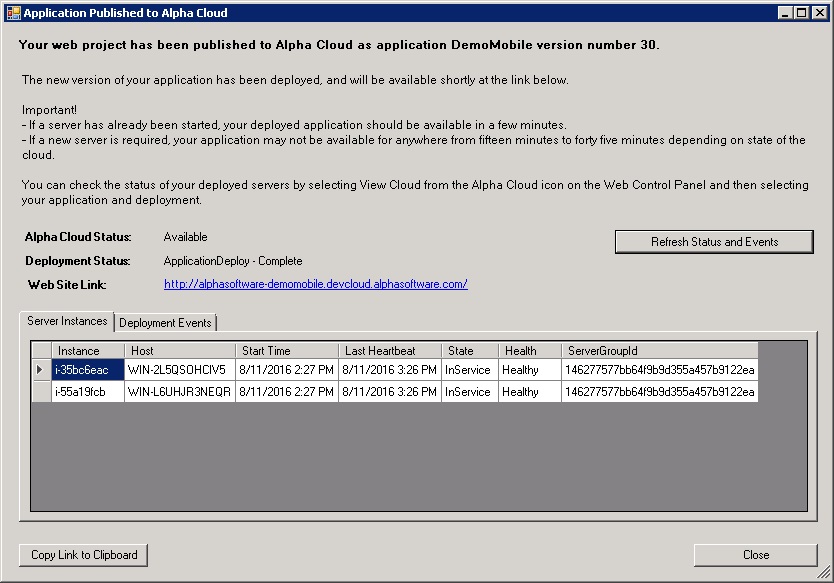 Application Published to Alpha Cloud
Your web project has been published to Alpha Cloud as application DemoMobile version number 30.
The new version of your application has been deployed, and will be available shortly at the link below.
Important!
- If a server has already been started, your deployed application should be available in a few minutes.
- If a new server is required, your application may not be available for anywhere from fifteen minutes to forty five minutes depending on state of the
cloud.
You can check the status of your deployed servers by selecting View Cloud from the Alpha Cloud icon on the Web Control Panel and then selecting
your application and deployment.
Alpha Cloud Status: Available
Refresh Status and Events
Deployment Status: ApplicationDeploy - Complete
Web Site Link: http://alphasoftware-demomobile.devcloud.alphasoftware.com/
Server Instances Deployment Events
Instance Host Start Time Last Heartbeat State Health ServerGroupId
i-35bc6eac WIN-2L5QSOHCIV5 8/11/2016 2:27 PM 8/11/2016 3:26 PM InService Healthy 146277577bb64f9b9d355a457b9122ea
i-55a19fcb WIN-L6UHJR3NEQR 8/11/2016 2:27 PM 8/11/2016 3:26 PM InService Healthy 146277577bb64f9b9d355a457b9122ea
Copy Link to Clipboard Close